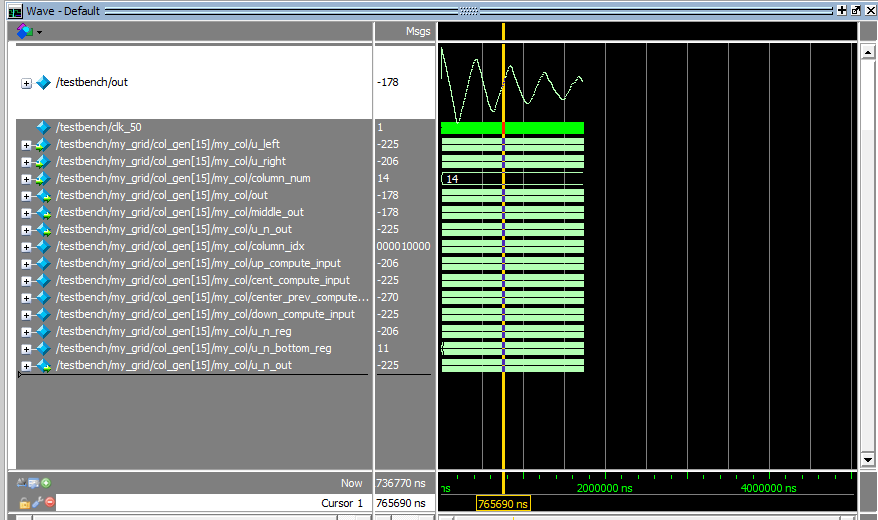 Wave - Default
Msgs
/testbench/out -178
/testbench/clk_50 1
/testbench/my_grid/col_gen[15]/my_col/u_left -225
/testbench/my_grid/col_gen[15]/my_col/u_right -206
/testbench/my_grid/col_gen[15]/my_col/column_num 14 14
/testbench/my_grid/col_gen[15]/my_col/out -178
/testbench/my_grid/col_gen[15]/my_col/middle_out -178
/testbench/my_grid/col_gen[15]/my_col/u_n_out -225
/testbench/my_grid/col_gen[15]/my_col/column_idx 000010000
/testbench/my_grid/col_gen[15]/my_col/up_compute_input -206
/testbench/my_grid/col_gen[15]/my_col/cent_compute_input -225
/testbench/my_grid/col_gen[15]/my_col/center_prev_compute... -270
/testbench/my_grid/col_gen[15]/my_col/down_compute_input -225
/testbench/my_grid/col_gen[15]/my_col/u_n_reg -206
/testbench/my_grid/col_gen[15]/my_col/u_n_bottom_reg 11
/testbench/my_grid/col_gen[15]/my_col/u_n_out -225
Now 736770 ns ns 2000000 ns 4000000 ns
Cursor 1 765690 ns 765690 ns